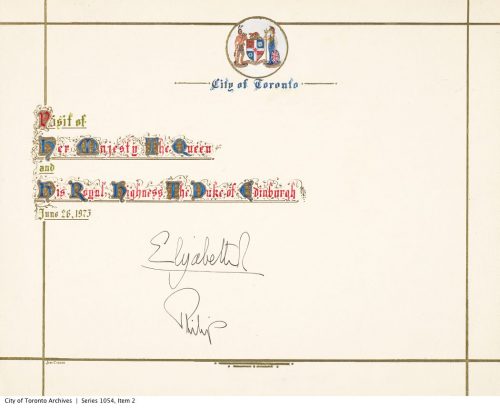 City of Toronto
Visit of
Her Majesty The Queen
and
His Royal Highness The Duke of Edinburgh
June 26, 1973
Elizabeth R
Philip
City of Toronto Archives | Series 1054, Item 2